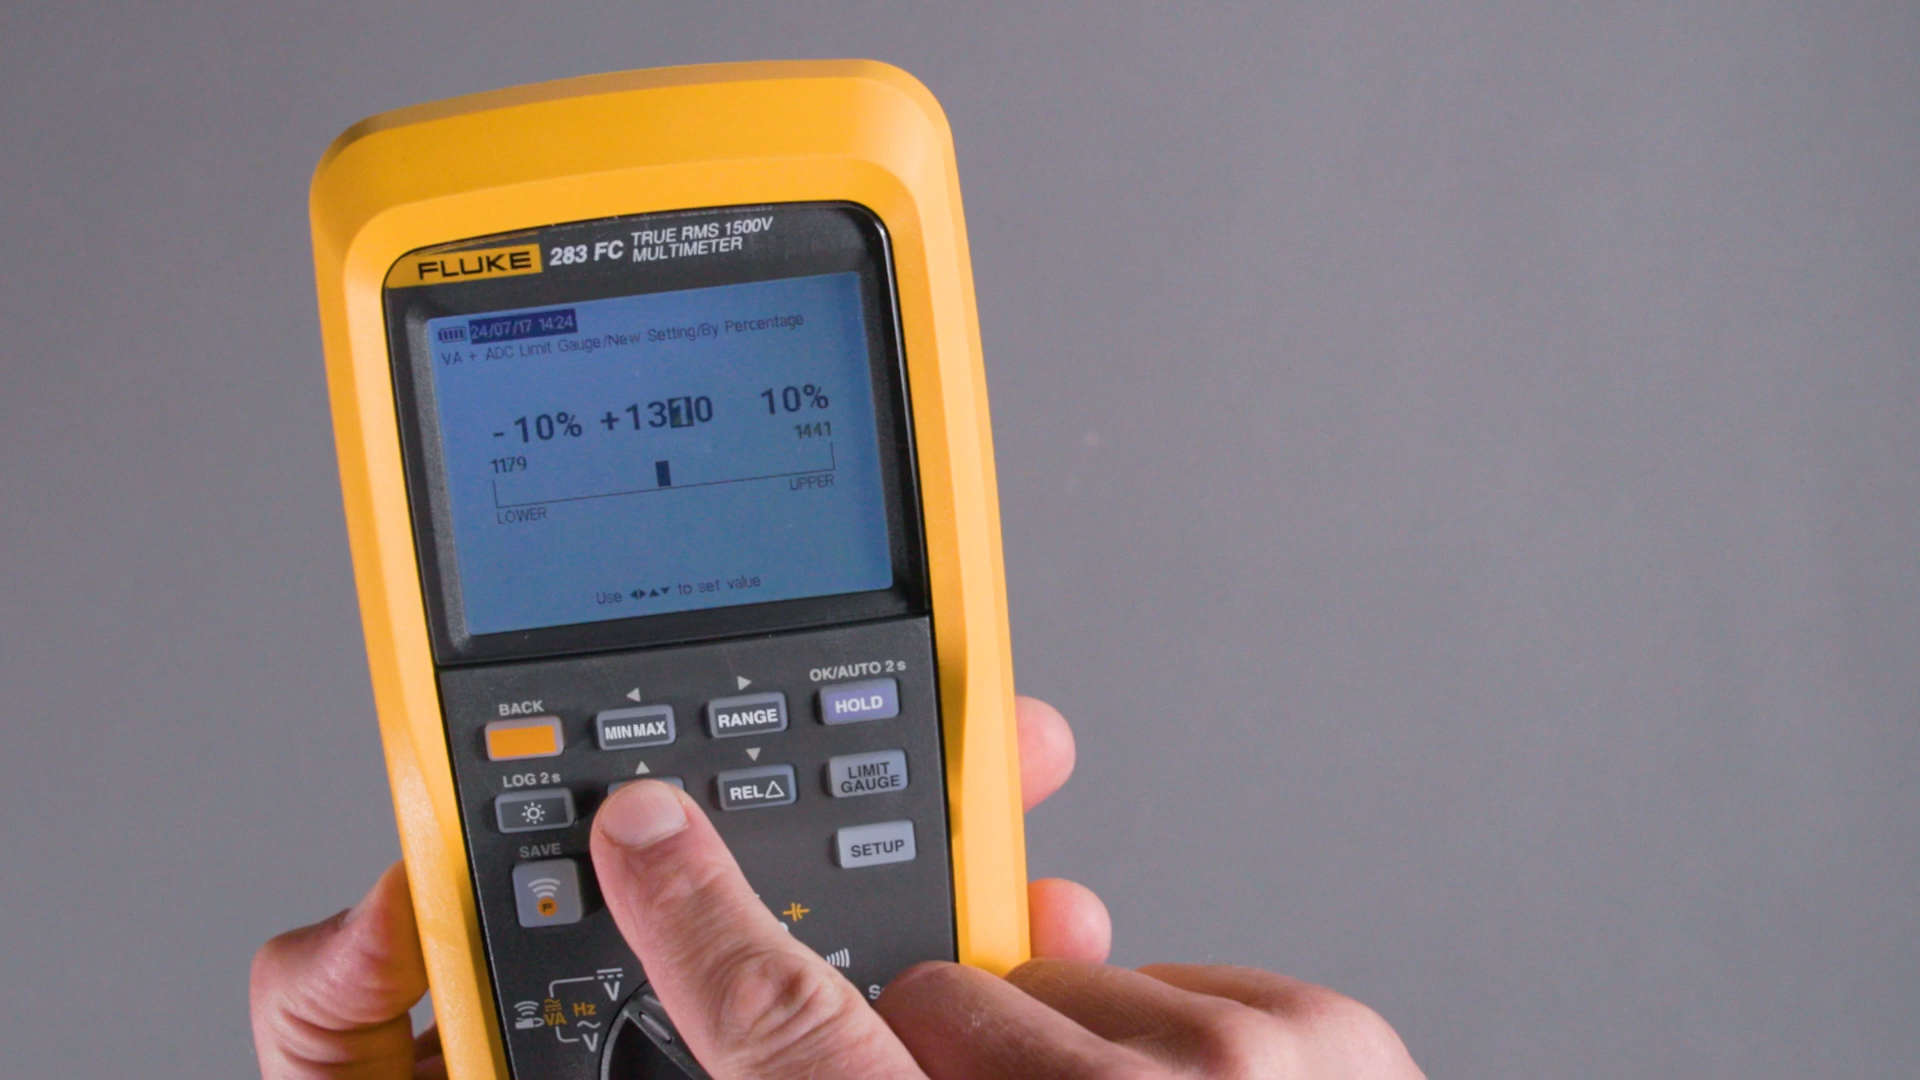 FLUKE 283 FC TRUE RMS 1500V
MULTIMETER
24/07/17 14:24
VA + ADC Limit Gauge/New Setting/By Percentage
-10% +1310 10%
1179 1441
LOWER UPPER
Use ◀▶▲▼ to set value
BACK ◀ ▶ OK/AUTO 2 s
MIN MAX RANGE HOLD
LOG 2 s ▲ ▼
REL△ LIMIT
GAUGE
SAVE SETUP
F
V
VA Hz
V